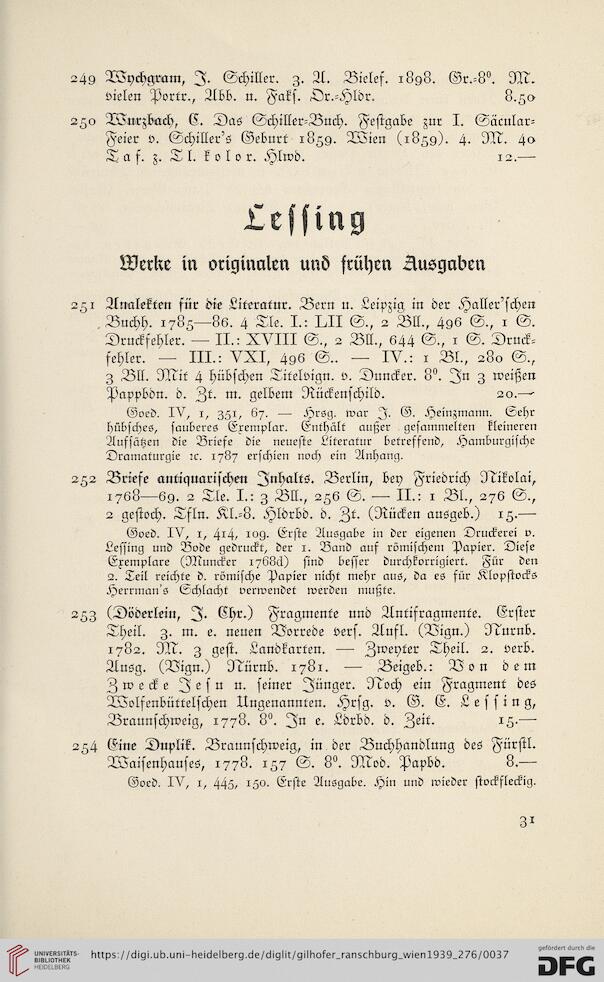 249 Wychgram, J. Schiller. 3. A. Bielef. 1898. Gr.=8⁰. M.
vielen Portr., Abb. u. Faks. Or.=Hldr. 8.50
250 Wurzbach, C. Das Schiller=Buch. Festgabe zur I. Säcular=
Feier v. Schiller's Geburt 1859. Wien (1859). 4. M. 40
Taf. z. Tl. kolor. Hlwd. 12.—
Lessing
Werke in originalen und frühen Ausgaben
251 Analekten für die Literatur. Bern u. Leipzig in der Haller'schen
Buchh. 1785—86. 4 Tle. I.: LII S., 2 Bll., 496 S., 1 S.
Druckfehler. — II.: XVIII S., 2 Bll., 644 S., 1 S. Druck=
fehler. — III.: VXI, 496 S.. — IV.: 1 Bl., 280 S.,
3 Bll. Mit 4 hübschen Titelvign. v. Duncker. 8⁰. In 3 weißen
Pappbdn. d. Zt. m. gelbem Rückenschild. 20.—
Goed. IV, 1, 351, 67. — Hrsg. war J. G. Heinzmann. Sehr
hübsches, sauberes Exemplar. Enthält außer gesammelten kleineren
Aufsätzen die Briefe die neueste Literatur betreffend, Hamburgische
Dramaturgie ꝛc. 1787 erschien noch ein Anhang.
252 Briefe antiquarischen Inhalts. Berlin, bey Friedrich Nikolai,
1768—69. 2 Tle. I.: 3 Bll., 256 S. — II.: 1 Bl., 276 S.,
2 gestoch. Tfln. Kl.=8. Hldrbd. d. Zt. (Rücken ausgeb.) 15.—
Goed. IV, 1, 414, 109. Erste Ausgabe in der eigenen Druckerei v.
Lessing und Bode gedruckt, der 1. Band auf römischem Papier. Diese
Exemplare (Muncker 1768d) sind besser durchkorrigiert. Für den
2. Teil reichte d. römische Papier nicht mehr aus, da es für Klopstocks
Herrman's Schlacht verwendet werden mußte.
253 (Döderlein, J. Chr.) Fragmente und Antifragmente. Erster
Theil. 3. m. e. neuen Vorrede vers. Aufl. (Vign.) Nurnb.
1782. M. 3 gest. Landkarten. — Zweyter Theil. 2. verb.
Ausg. (Vign.) Nürnb. 1781. — Beigeb.: Von dem
Zwecke Jesu u. seiner Jünger. Noch ein Fragment des
Wolfenbüttelschen Ungenannten. Hrsg. v. G. E. Lessing,
Braunschweig, 1778. 8⁰. In e. Ldrbd. d. Zeit. 15.—
254 Eine Duplik. Braunschweig, in der Buchhandlung des Fürstl.
Waisenhauses, 1778. 157 S. 8⁰. Mod. Papbd. 8.—
Goed. IV, 1, 445, 150. Erste Ausgabe. Hin und wieder stockfleckig.
31
UNIVERSITÄTS-
BIBLIOTHEK
HEIDELBERG
https://digi.ub.uni-heidelberg.de/diglit/gilhofer_ranschburg_wien1939_276/0037
gefördert durch die
DFG